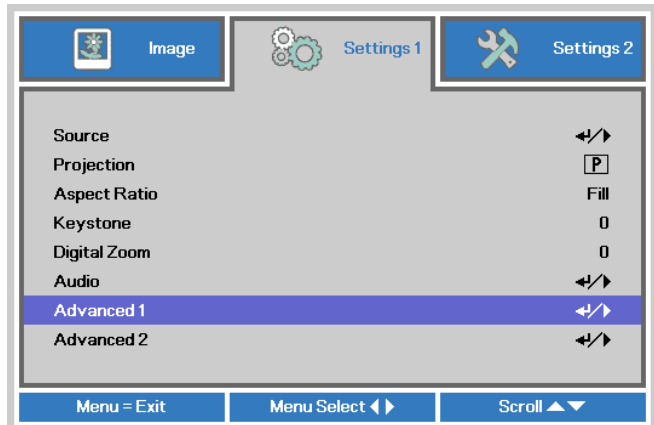 Image Settings 1 Settings 2
Source
Projection P
Aspect Ratio Fill
Keystone 0
Digital Zoom 0
Audio
Advanced 1
Advanced 2
Menu = Exit Menu Select Scroll